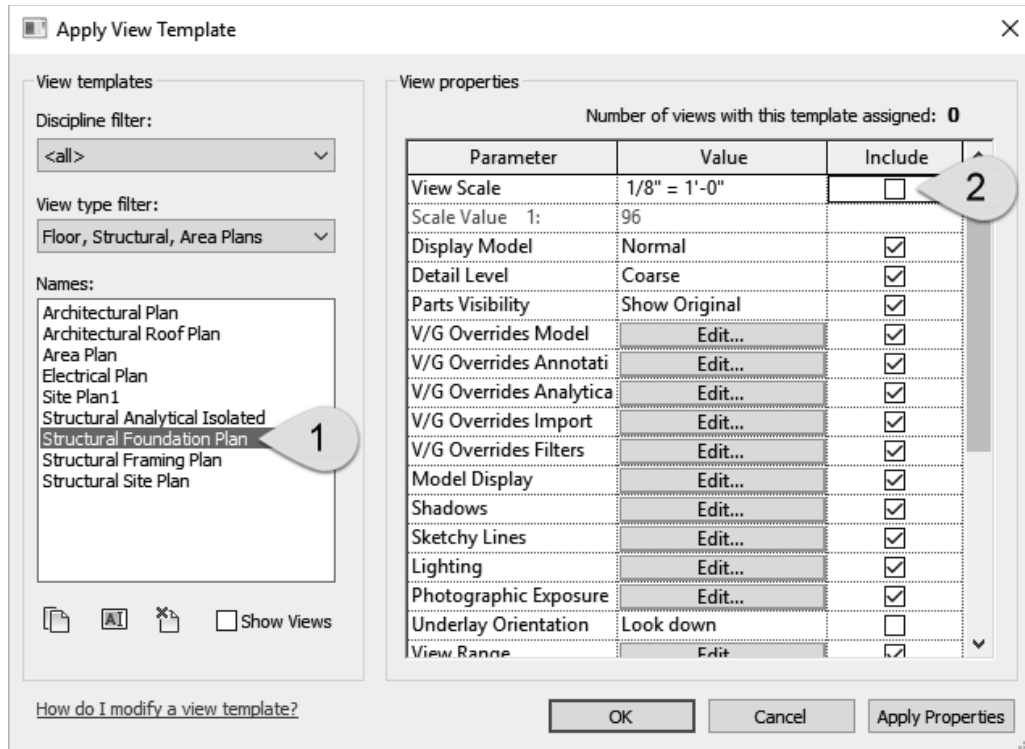 Apply View Template
View templates
Discipline filter:
<all>
View type filter:
Floor, Structural, Area Plans
Names:
Architectural Plan
Architectural Roof Plan
Area Plan
Electrical Plan
Site Plan1
Structural Analytical Isolated
Structural Foundation Plan 1
Structural Framing Plan
Structural Site Plan
AI Show Views
How do I modify a view template?
View properties
Number of views with this template assigned: 0
Parameter Value Include
View Scale 1/8" = 1'-0" 2
Scale Value 1: 96
Display Model Normal
Detail Level Coarse
Parts Visibility Show Original
V/G Overrides Model Edit...
V/G Overrides Annotati Edit...
V/G Overrides Analytica Edit...
V/G Overrides Import Edit...
V/G Overrides Filters Edit...
Model Display Edit...
Shadows Edit...
Sketchy Lines Edit...
Lighting Edit...
Photographic Exposure Edit...
Underlay Orientation Look down
View Range Edit
OK Cancel Apply Properties